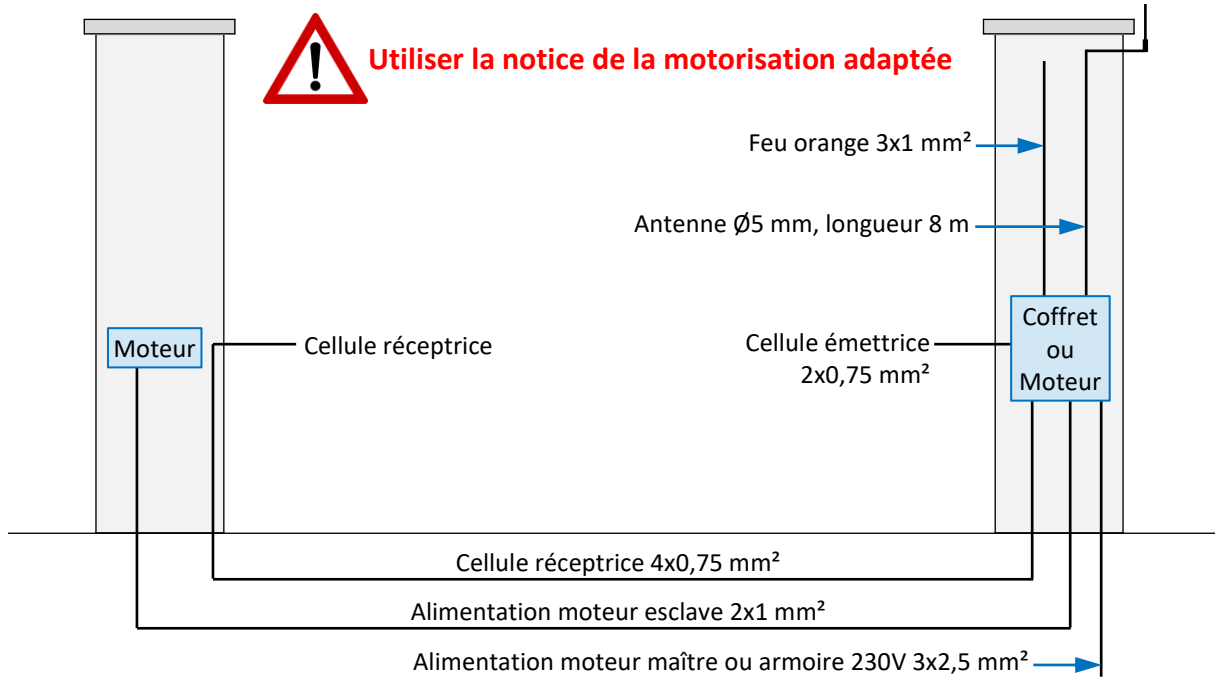 Utiliser la notice de la motorisation adaptée
Feu orange 3x1 mm²
Antenne Ø5 mm, longueur 8 m
Moteur
Cellule réceptrice
Cellule émettrice
2x0,75 mm²
Coffret
ou
Moteur
Cellule réceptrice 4x0,75 mm²
Alimentation moteur esclave 2x1 mm²
Alimentation moteur maître ou armoire 230V 3x2,5 mm²